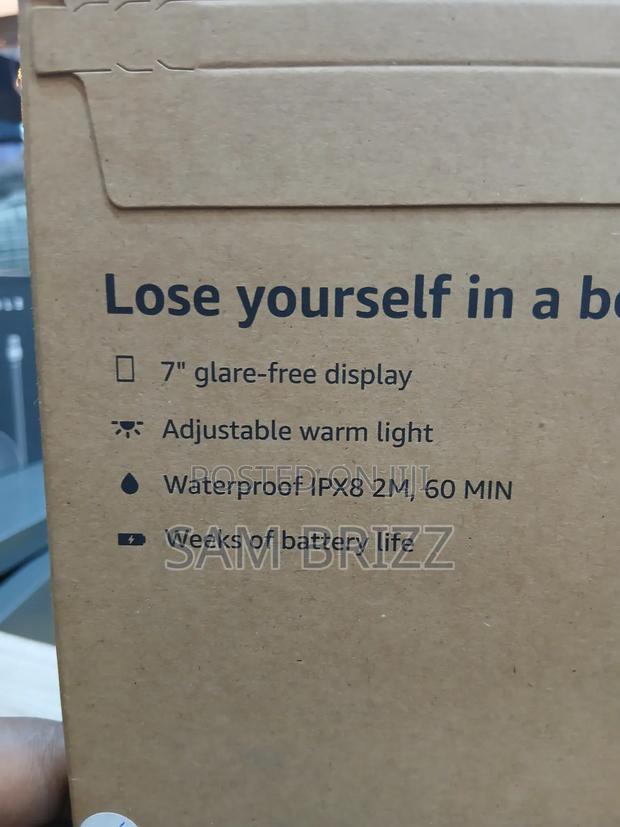 Lose yourself in a
7" glare-free display
Adjustable warm light
Waterproof IPX8 2M, 60 MIN
POSTED ON JIJI
Weeks of battery life
SAM BRIZZ